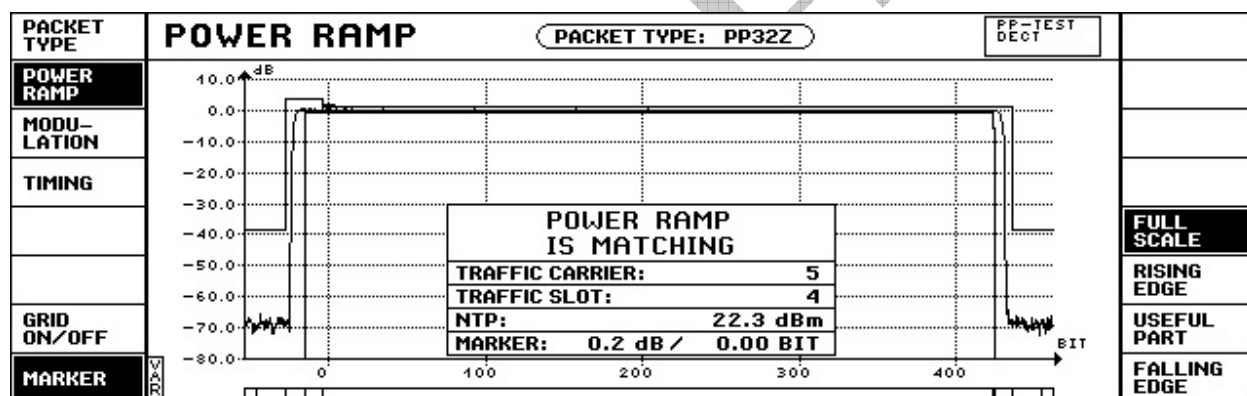 PACKET
TYPE
POWER
RAMP
MODU-
LATION
TIMING
GRID
ON/OFF
MARKER
POWER RAMP
PACKET TYPE: PP32Z
PP-TEST
DECT
dB
10.0
0.0
-10.0
-20.0
-30.0
-40.0
-50.0
-60.0
-70.0
-80.0
POWER RAMP
IS MATCHING
TRAFFIC CARRIER: 5
TRAFFIC SLOT: 4
NTP: 22.3 dBm
MARKER: 0.2 dB / 0.00 BIT
BIT
0 100 200 300 400
FULL
SCALE
RISING
EDGE
USEFUL
PART
FALLING
EDGE